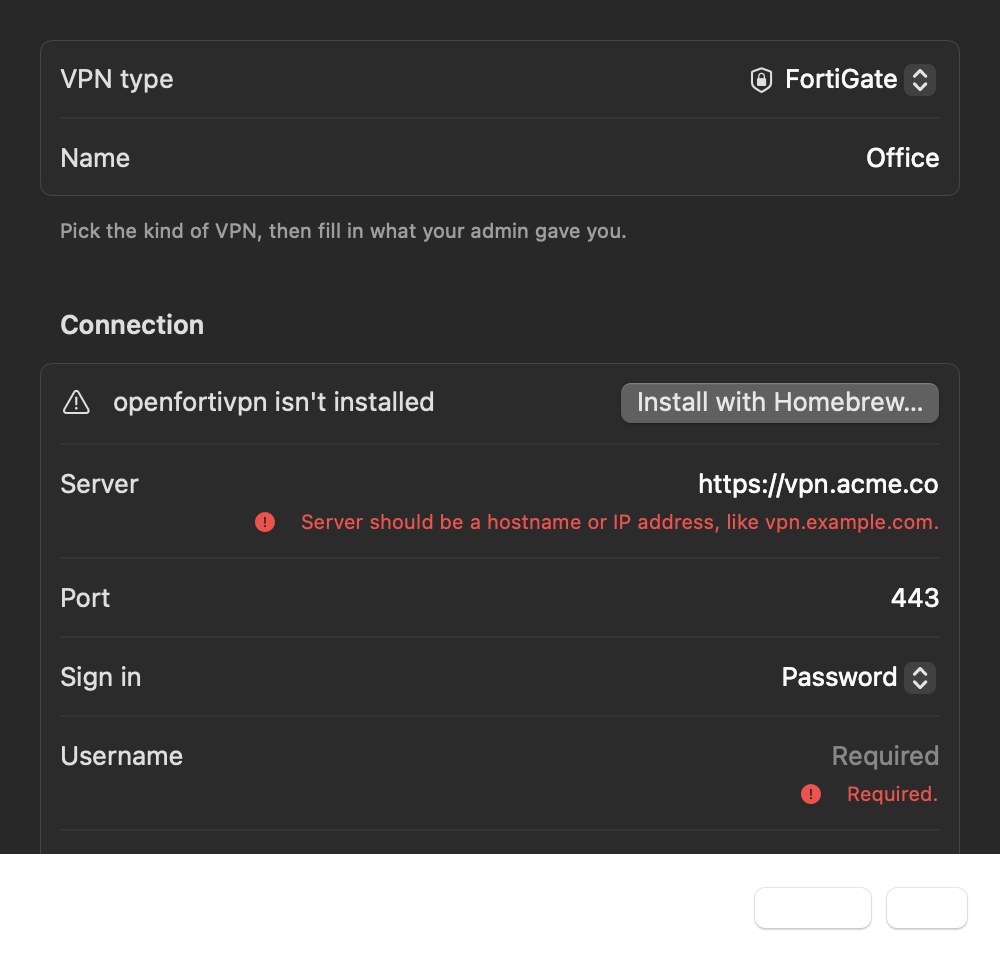 VPN type FortiGate
Name Office
Pick the kind of VPN, then fill in what your admin gave you.
Connection
openfortivpn isn't installed Install with Homebrew...
Server https://vpn.acme.co
Server should be a hostname or IP address, like vpn.example.com.
Port 443
Sign in Password
Username Required
Required.